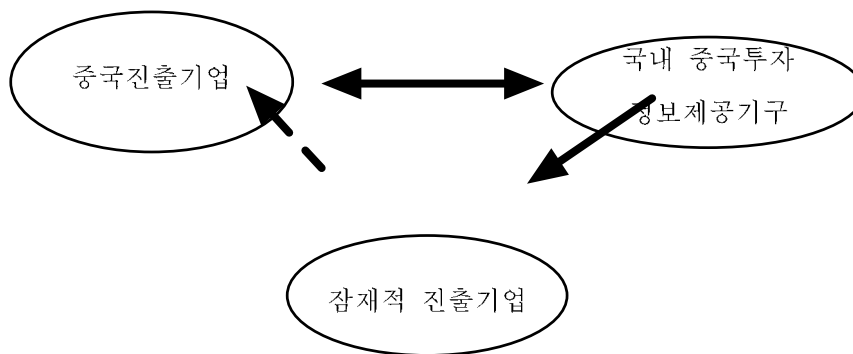 중국진출기업
국내 중국투자
정보제공기구
잠재적 진출기업